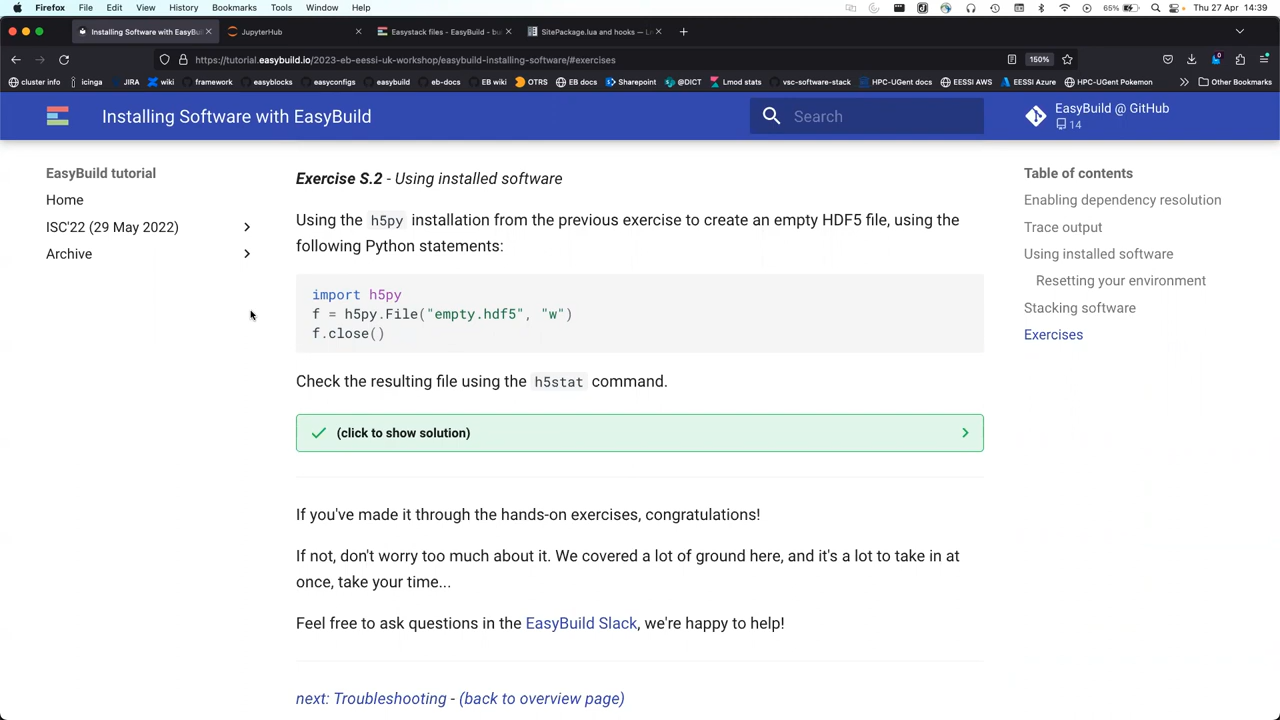 Firefox File Edit View History Bookmarks Tools Window Help 65% Thu 27 Apr 14:39
Installing Software with EasyBui × JupyterHub × Easystack files - EasyBuild - bu × SitePackage.lua and hooks — L × +
https://tutorial.easybuild.io/2023-eb-eessi-uk-workshop/easybuild-installing-software/#exercises 150%
cluster info icinga JIRA wiki framework easyblocks easyconfigs easybuild eb-docs EB wiki OTRS EB docs Sharepoint @DICT Lmod stats vsc-software-stack HPC-UGent docs EESSI AWS EESSI Azure HPC-UGent Pokemon Other Bookmarks
Installing Software with EasyBuild
Search
EasyBuild @ GitHub
14
EasyBuild tutorial
Home
ISC'22 (29 May 2022)
Archive
Exercise S.2 - Using installed software
Using the h5py installation from the previous exercise to create an empty HDF5 file, using the
following Python statements:
import h5py
f = h5py.File("empty.hdf5", "w")
f.close()
Check the resulting file using the h5stat command.
(click to show solution)
If you've made it through the hands-on exercises, congratulations!
If not, don't worry too much about it. We covered a lot of ground here, and it's a lot to take in at
once, take your time...
Feel free to ask questions in the EasyBuild Slack, we're happy to help!
next: Troubleshooting - (back to overview page)
Table of contents
Enabling dependency resolution
Trace output
Using installed software
Resetting your environment
Stacking software
Exercises